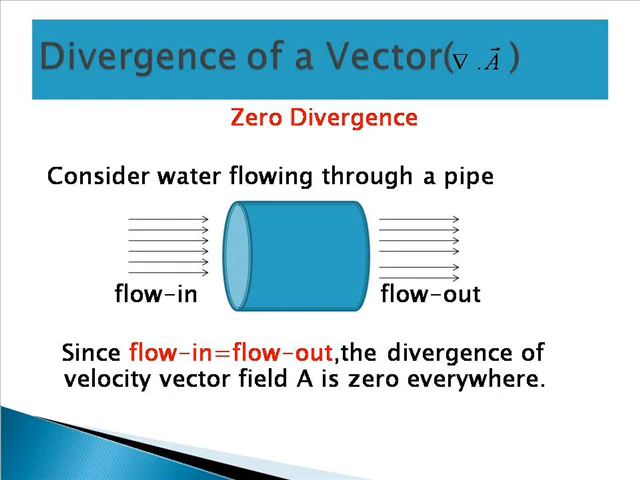 Divergence of a Vector(∇ .A⃗ )
Zero Divergence
Consider water flowing through a pipe
flow-in
flow-out
Since flow-in=flow-out,the divergence of
velocity vector field A is zero everywhere.